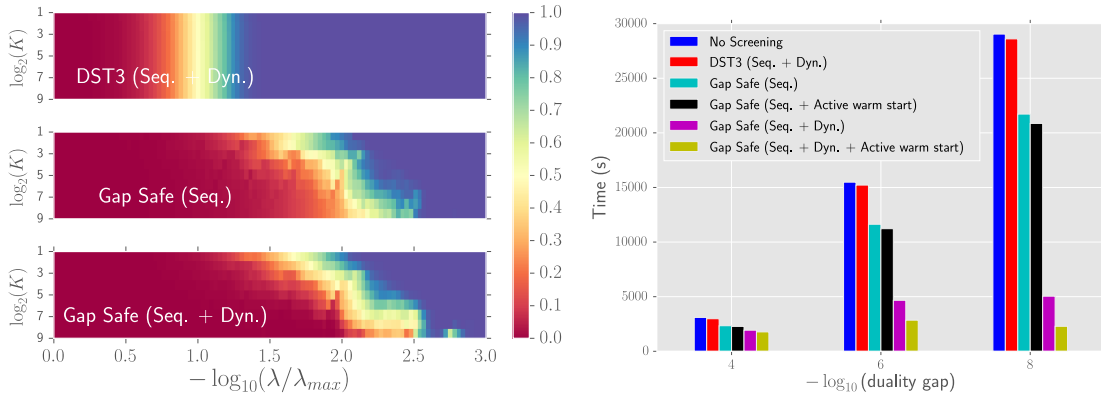 log₂(K)
1
3
5
7
9
DST3 (Seq. + Dyn.)
log₂(K)
1
3
5
7
9
Gap Safe (Seq.)
log₂(K)
1
3
5
7
9
Gap Safe (Seq. + Dyn.)
0.0 0.5 1.0 1.5 2.0 2.5 3.0
− log₁₀(λ/λ_max)
1.0
0.9
0.8
0.7
0.6
0.5
0.4
0.3
0.2
0.1
0.0
30000
25000
20000
15000
10000
5000
0
Time (s)
No Screening
DST3 (Seq. + Dyn.)
Gap Safe (Seq.)
Gap Safe (Seq. + Active warm start)
Gap Safe (Seq. + Dyn.)
Gap Safe (Seq. + Dyn. + Active warm start)
4 6 8
− log₁₀(duality gap)